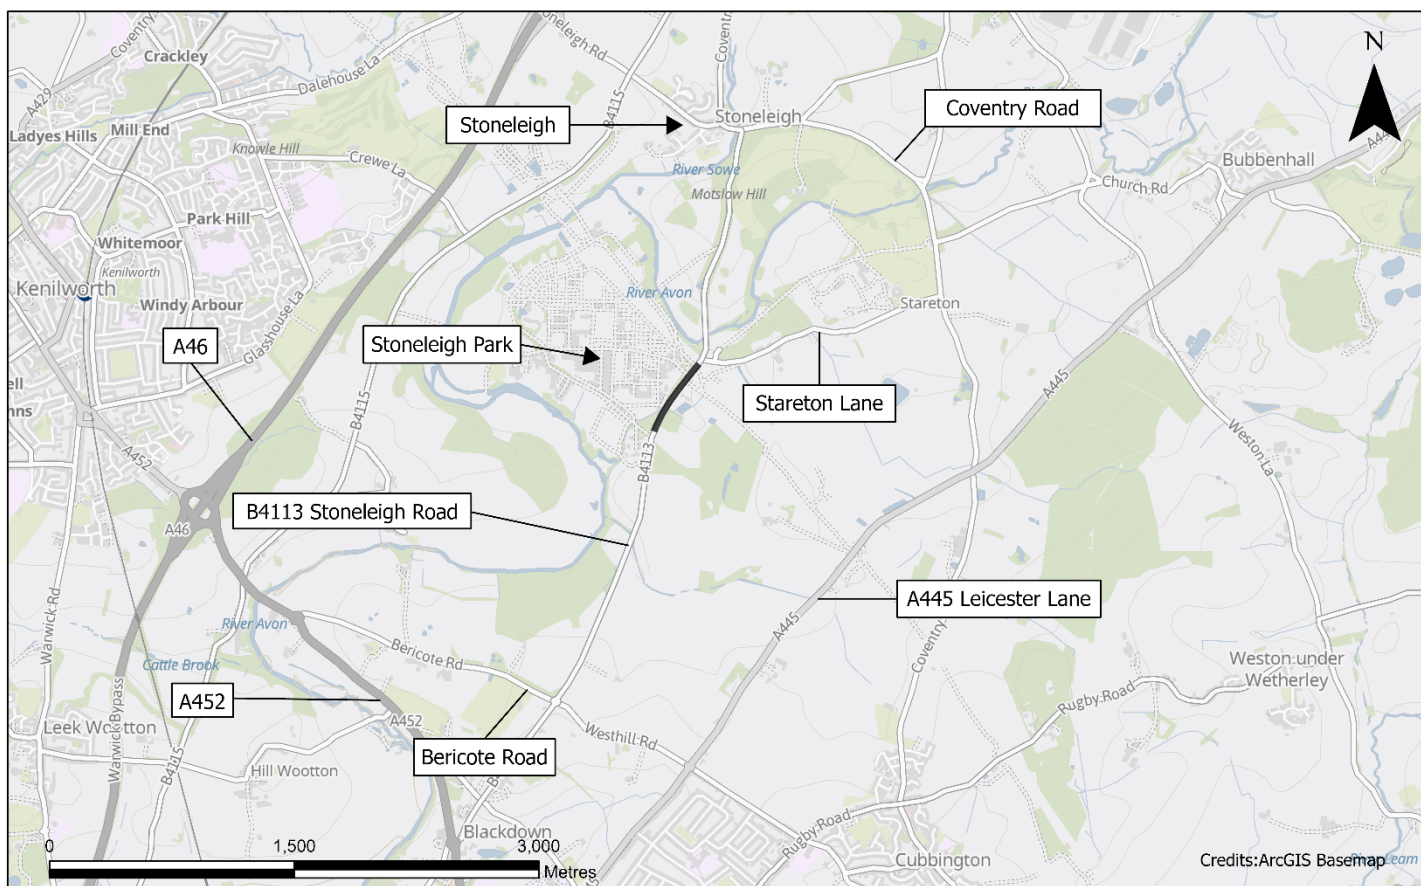 Crackley
Coventry
Dalehouse La
Stoneleigh Rd
Coventry
N
A429
Ladyes Hills
Mill End
Knowle Hill
Crewe La
B4115
Stoneleigh
Stoneleigh
Coventry Road
River Sowe
Motslow Hill
Bubbenhall
Church Rd
Park Hill
Whitemoor
Kenilworth
Kenilworth
Windy Arbour
Glasshouse La
River Avon
Stareton
A46
Stoneleigh Park
Stareton Lane
A445
B4115
A452
B4113
Weston La
A46
B4113 Stoneleigh Road
A445 Leicester Lane
A445
Warwick Rd
River Avon
Bericote Rd
Cattle Brook
Coventry
Weston under
Wetherley
A452
A452
Leek Wootton
Warwick Bypass
B4115
Hill Wootton
Bericote Road
Westhill Rd
Rugby Road
Blackdown
Rugby Road
Cubbington
0 1,500 3,000
Metres
Credits:ArcGIS Basemap
River Leam